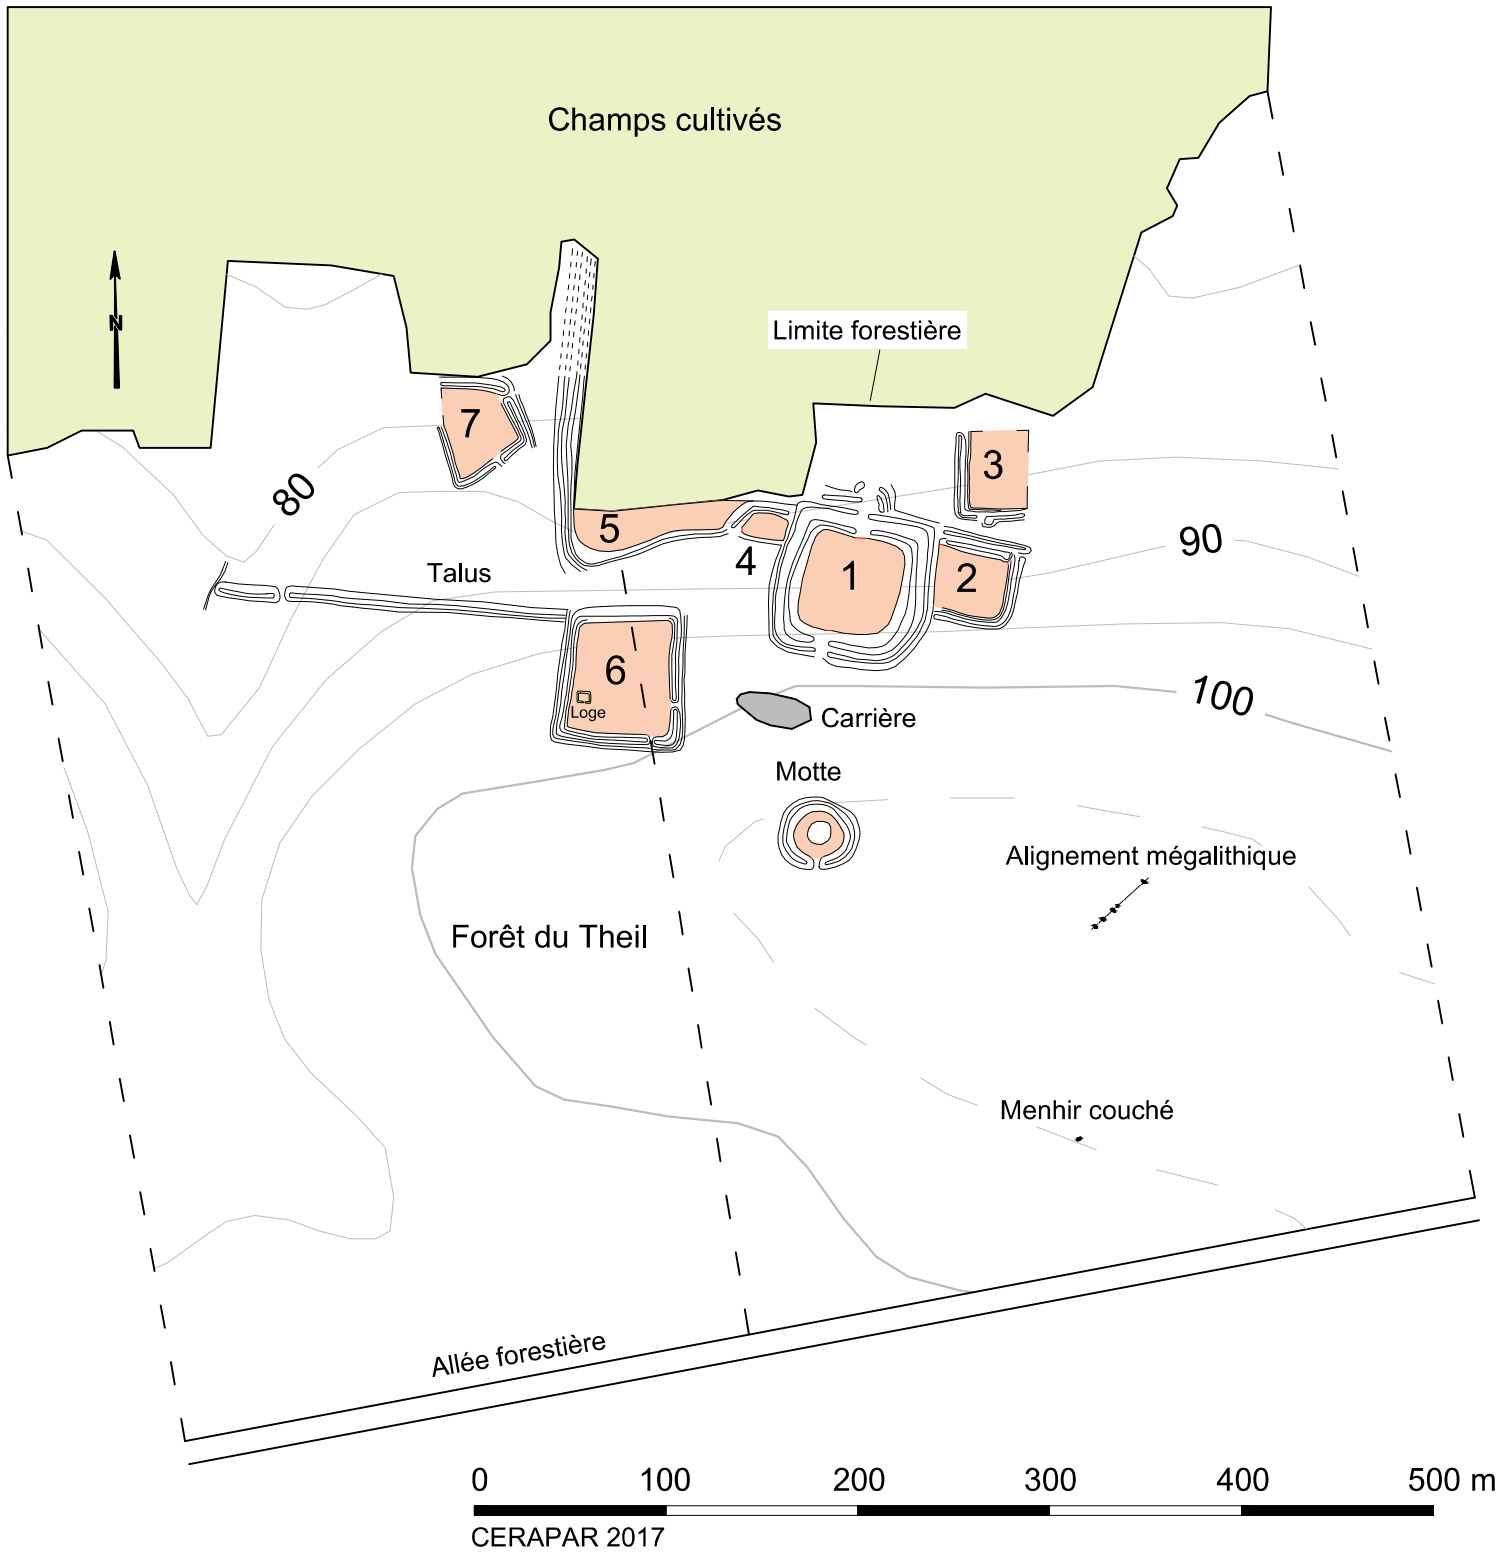 Champs cultivés
N
Limite forestière
7
3
80
5
4
90
Talus
1
2
6
Loge
100
Carrière
Motte
Alignement mégalithique
Forêt du Theil
Menhir couché
Allée forestière
0 100 200 300 400 500 m
CERAPAR 2017